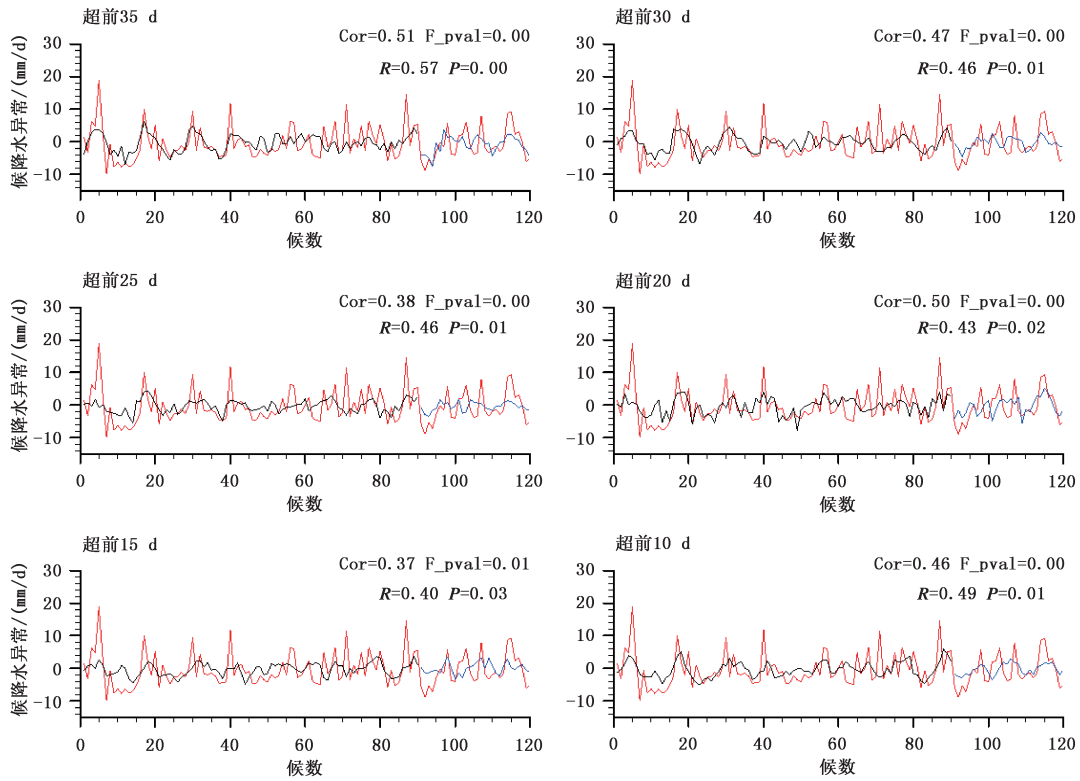 超前35 d
Cor=0.51 F_pval=0.00
R=0.57 P=0.00
候降水异常/(mm/d)
30
20
10
0
-10
0 20 40 60 80 100 120
候数
超前30 d
Cor=0.47 F_pval=0.00
R=0.46 P=0.01
30
20
10
0
-10
0 20 40 60 80 100 120
候数
超前25 d
Cor=0.38 F_pval=0.00
R=0.46 P=0.01
候降水异常/(mm/d)
30
20
10
0
-10
0 20 40 60 80 100 120
候数
超前20 d
Cor=0.50 F_pval=0.00
R=0.43 P=0.02
30
20
10
0
-10
0 20 40 60 80 100 120
候数
超前15 d
Cor=0.37 F_pval=0.01
R=0.40 P=0.03
候降水异常/(mm/d)
30
20
10
0
-10
0 20 40 60 80 100 120
候数
超前10 d
Cor=0.46 F_pval=0.00
R=0.49 P=0.01
30
20
10
0
-10
0 20 40 60 80 100 120
候数